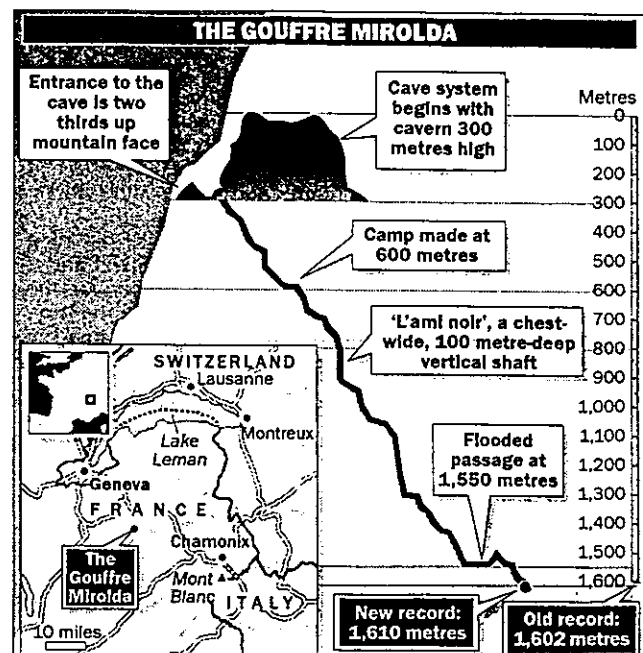 THE GOUFFRE MIROLDA
Entrance to the
cave is two
thirds up
mountain face
Cave system
begins with
cavern 300
metres high
Metres
0
100
200
300
400
500
600
700
800
900
1,000
1,100
1,200
1,300
1,400
1,500
1,600
Camp made at
600 metres
'L'ami noir', a chest-
wide, 100 metre-deep
vertical shaft
Flooded
passage at
1,550 metres
New record:
1,610 metres
Old record:
1,602 metres
SWITZERLAND
Lausanne
Lake
Leman
Montreux
Geneva
FRANCE
Chamonix
The
Gouffre
Mirolda
Mont
Blanc
ITALY
10 miles